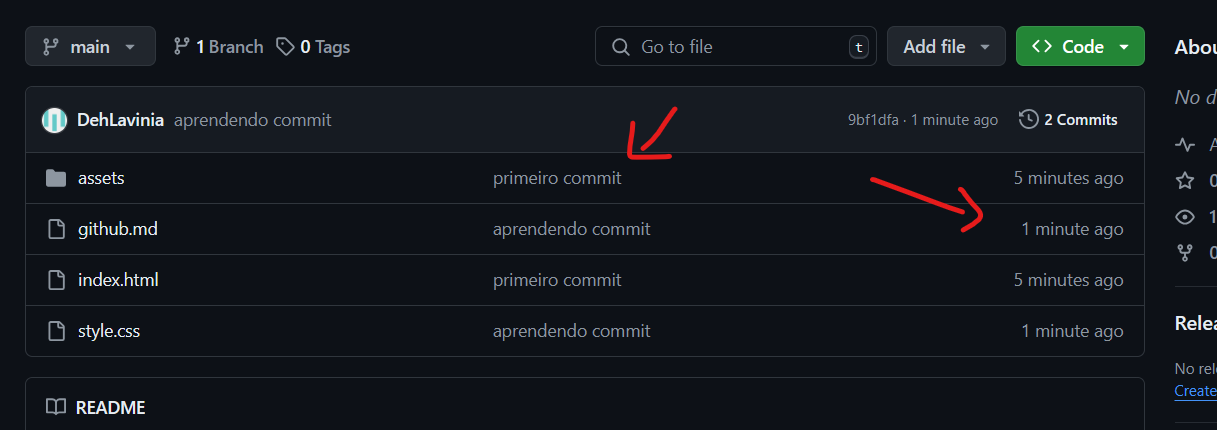 main 1 Branch 0 Tags Go to file t Add file Code
DehLavinia aprendendo commit 9bf1dfa · 1 minute ago 2 Commits
assets primeiro commit 5 minutes ago
github.md aprendendo commit 1 minute ago
index.html primeiro commit 5 minutes ago
style.css aprendendo commit 1 minute ago
README
Abou
No d
A
0
1
0
Relea
No rel
Create